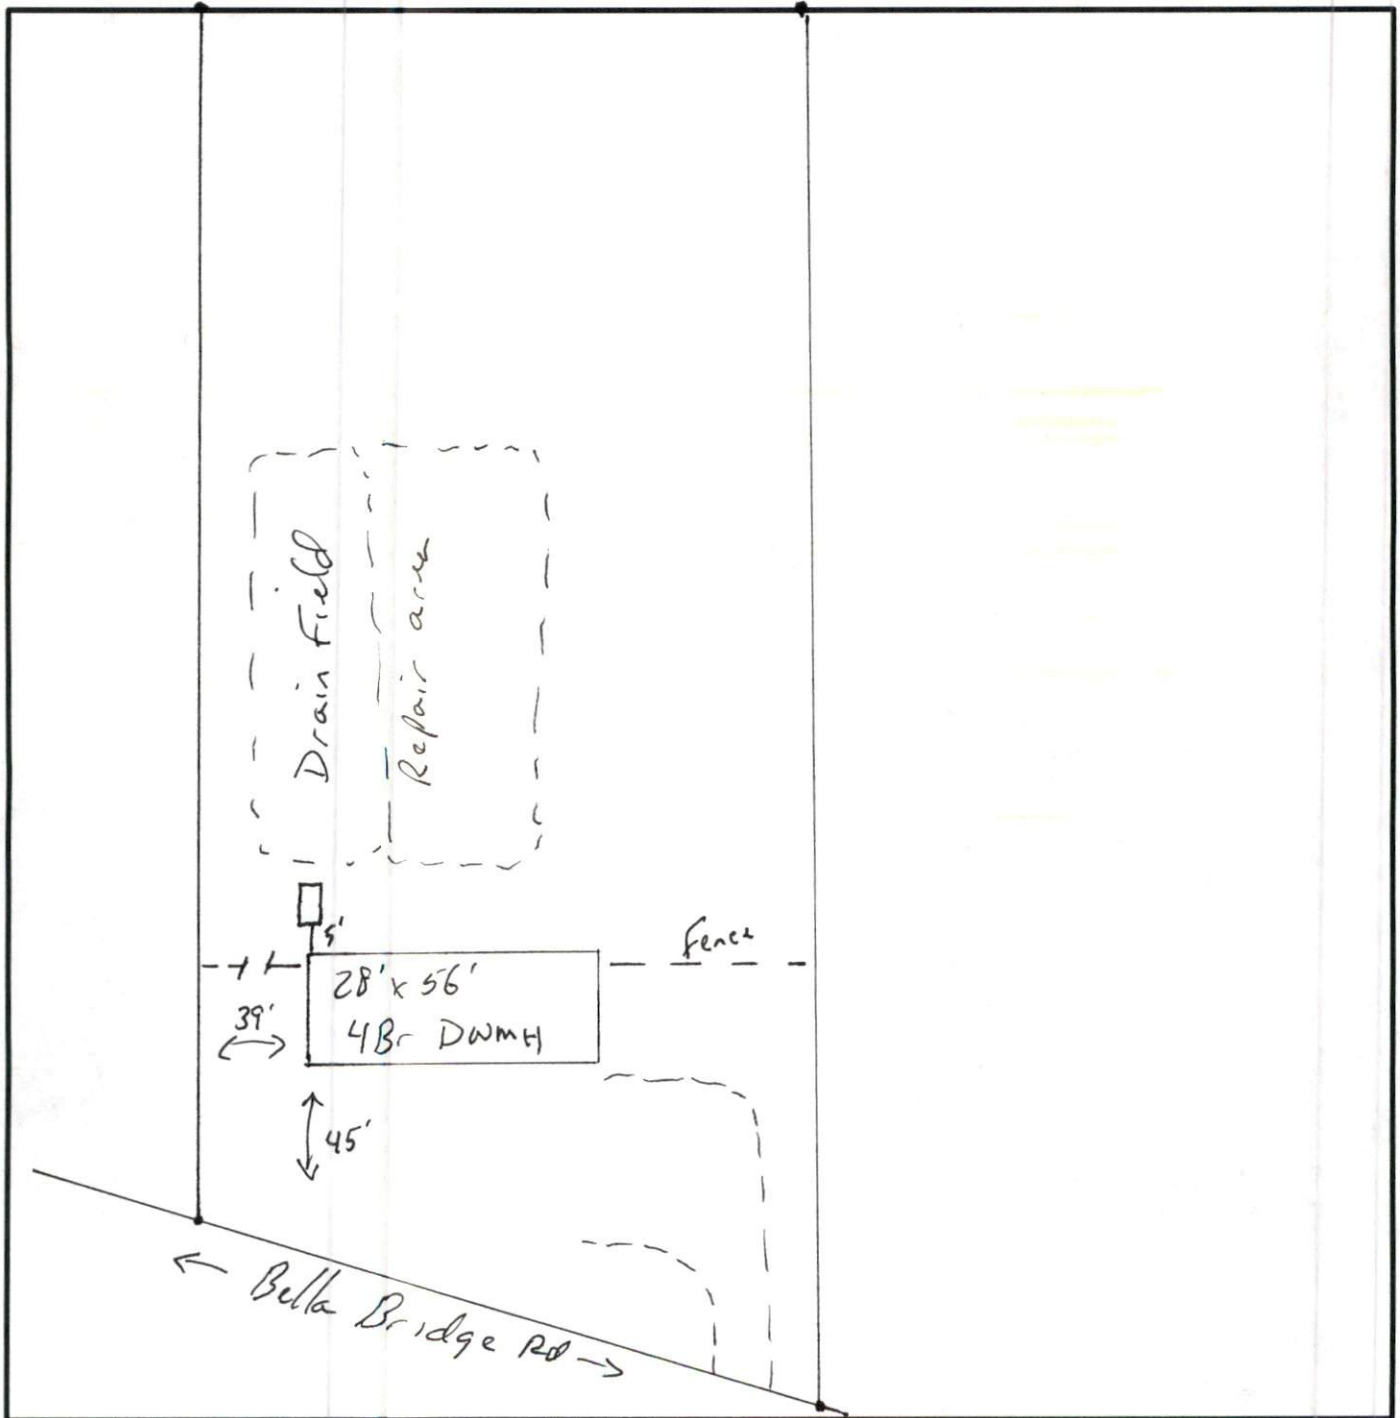 Drain Field
Repair area
5'
Fence
28' x 56'
4Br DWMH
39'
45'
Bella Bridge Rd